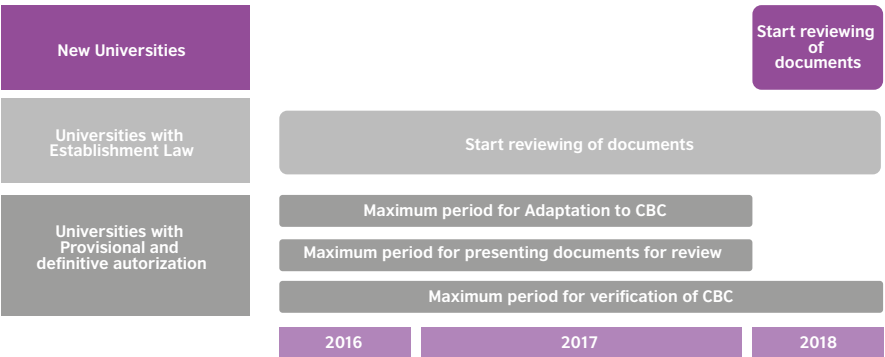 New Universities
Start reviewing
of
documents
Universities with
Establishment Law
Start reviewing of documents
Universities with
Provisional and
definitive autorization
Maximum period for Adaptation to CBC
Maximum period for presenting documents for review
Maximum period for verification of CBC
2016
2017
2018